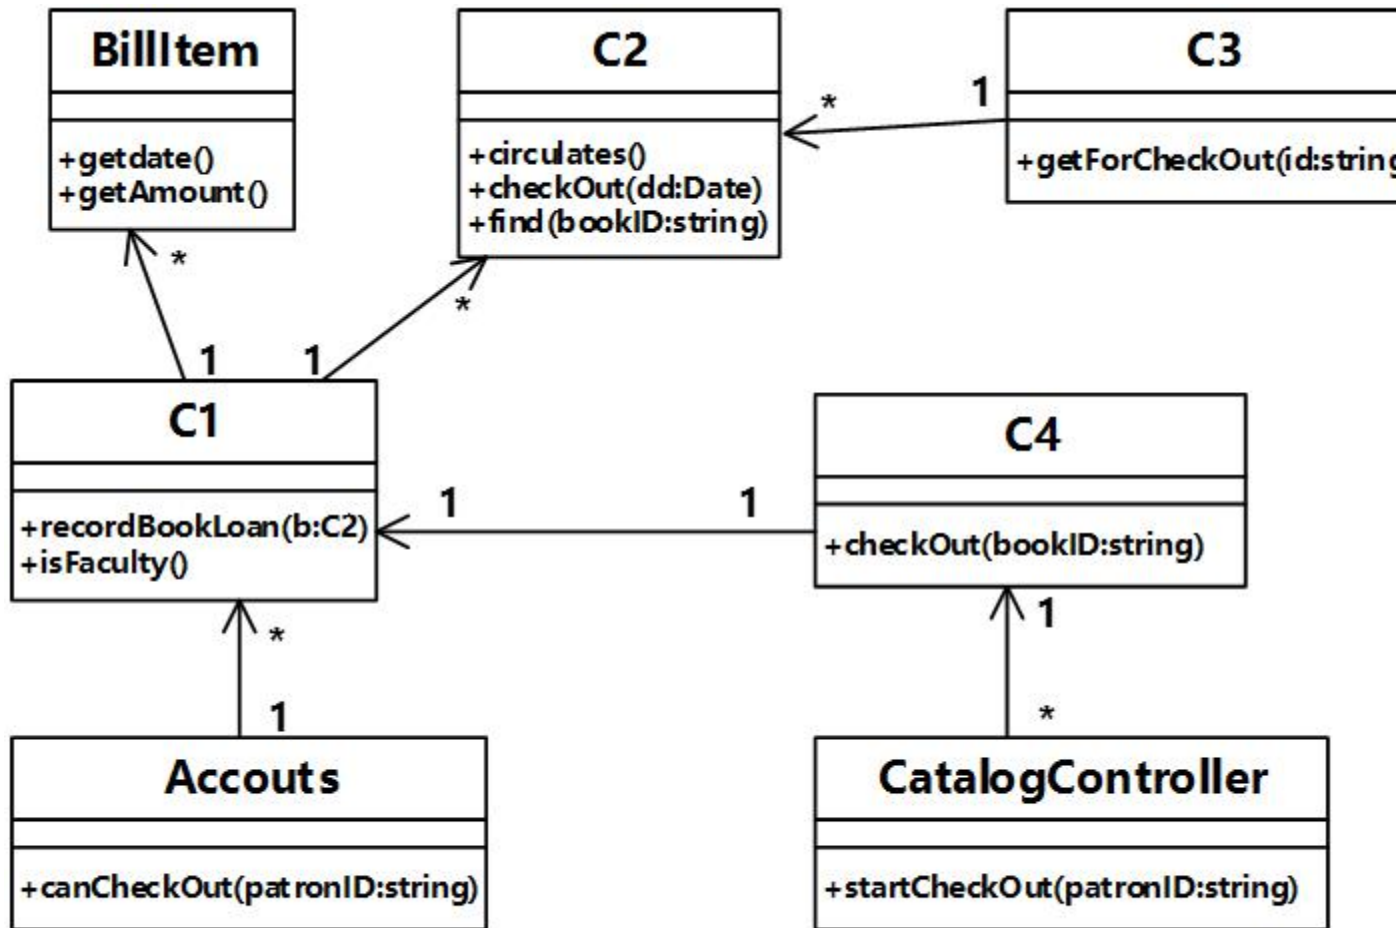 BillItem
+getdate()
+getAmount()
C2
+circulates()
+checkOut(dd:Date)
+find(bookID:string)
C3
+getForCheckOut(id:string
*
1
*
*
1
1
C1
+recordBookLoan(b:C2)
+isFaculty()
1
1
C4
+checkOut(bookID:string)
*
1
1
*
Accouts
+canCheckOut(patronID:string)
CatalogController
+startCheckOut(patronID:string)